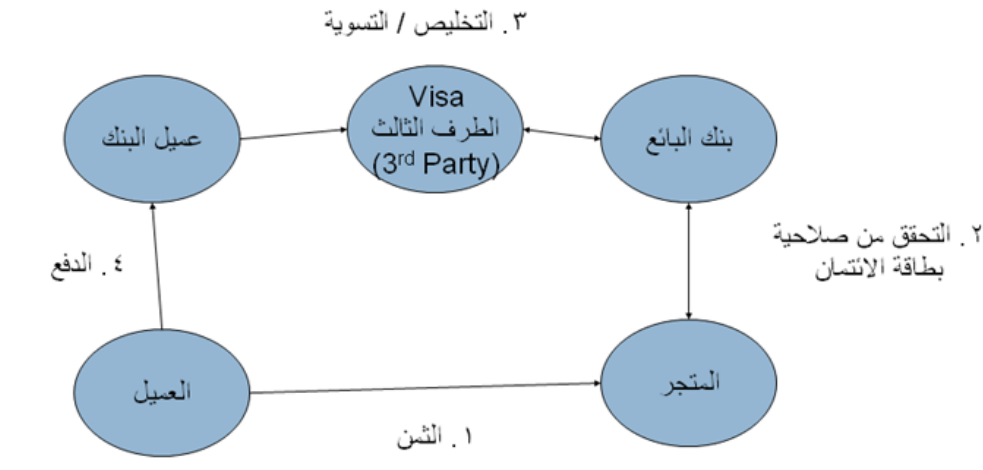 ٣. التخليص / التسوية
بنك البائع
Visa
الطرف الثالث
(3rd Party)
عميل البنك
٢. التحقق من صلاحية
بطاقة الائتمان
٤. الدفع
المتجر
العميل
١. الثمن